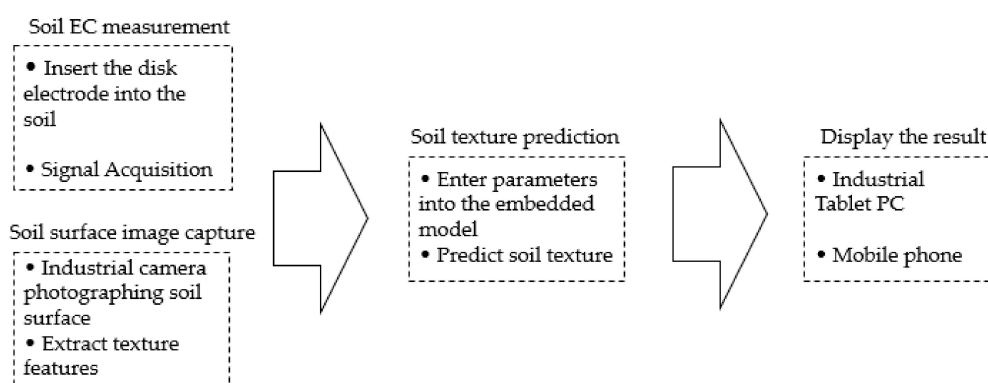 Soil EC measurement
• Insert the disk
electrode into the
soil
• Signal Acquisition
Soil surface image capture
• Industrial camera
photographing soil
surface
• Extract texture
features
Soil texture prediction
• Enter parameters
into the embedded
model
• Predict soil texture
Display the result
• Industrial
Tablet PC
• Mobile phone